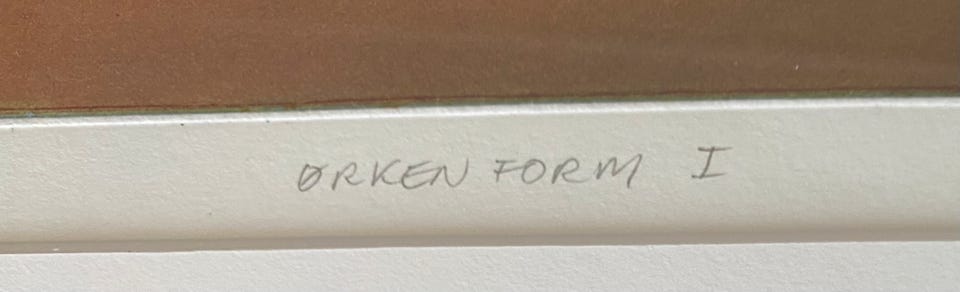 ØRKEN FORM I